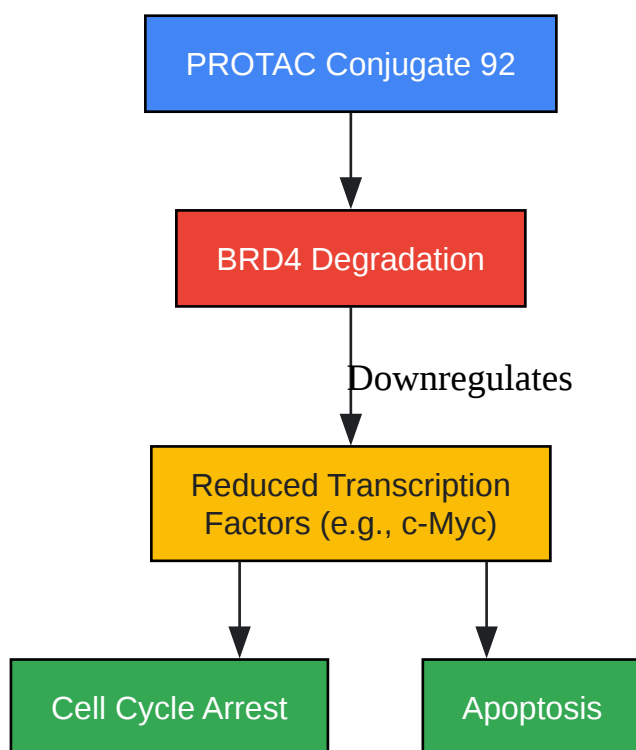 PROTAC Conjugate 92
BRD4 Degradation
Downregulates
Reduced Transcription
Factors (e.g., c-Myc)
Cell Cycle Arrest
Apoptosis